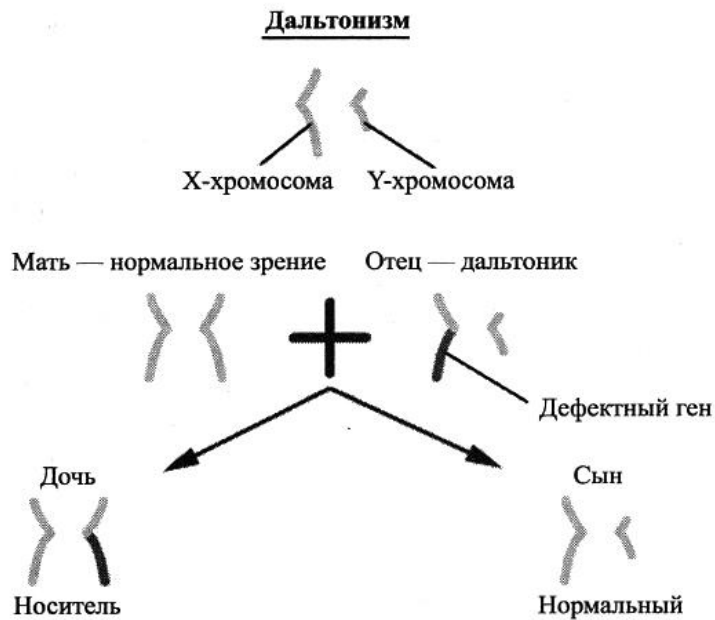 Дальтонизм
X-хромосома Y-хромосома
Мать — нормальное зрение Отец — дальтоник
Дефектный ген
Дочь Сын
Носитель Нормальный